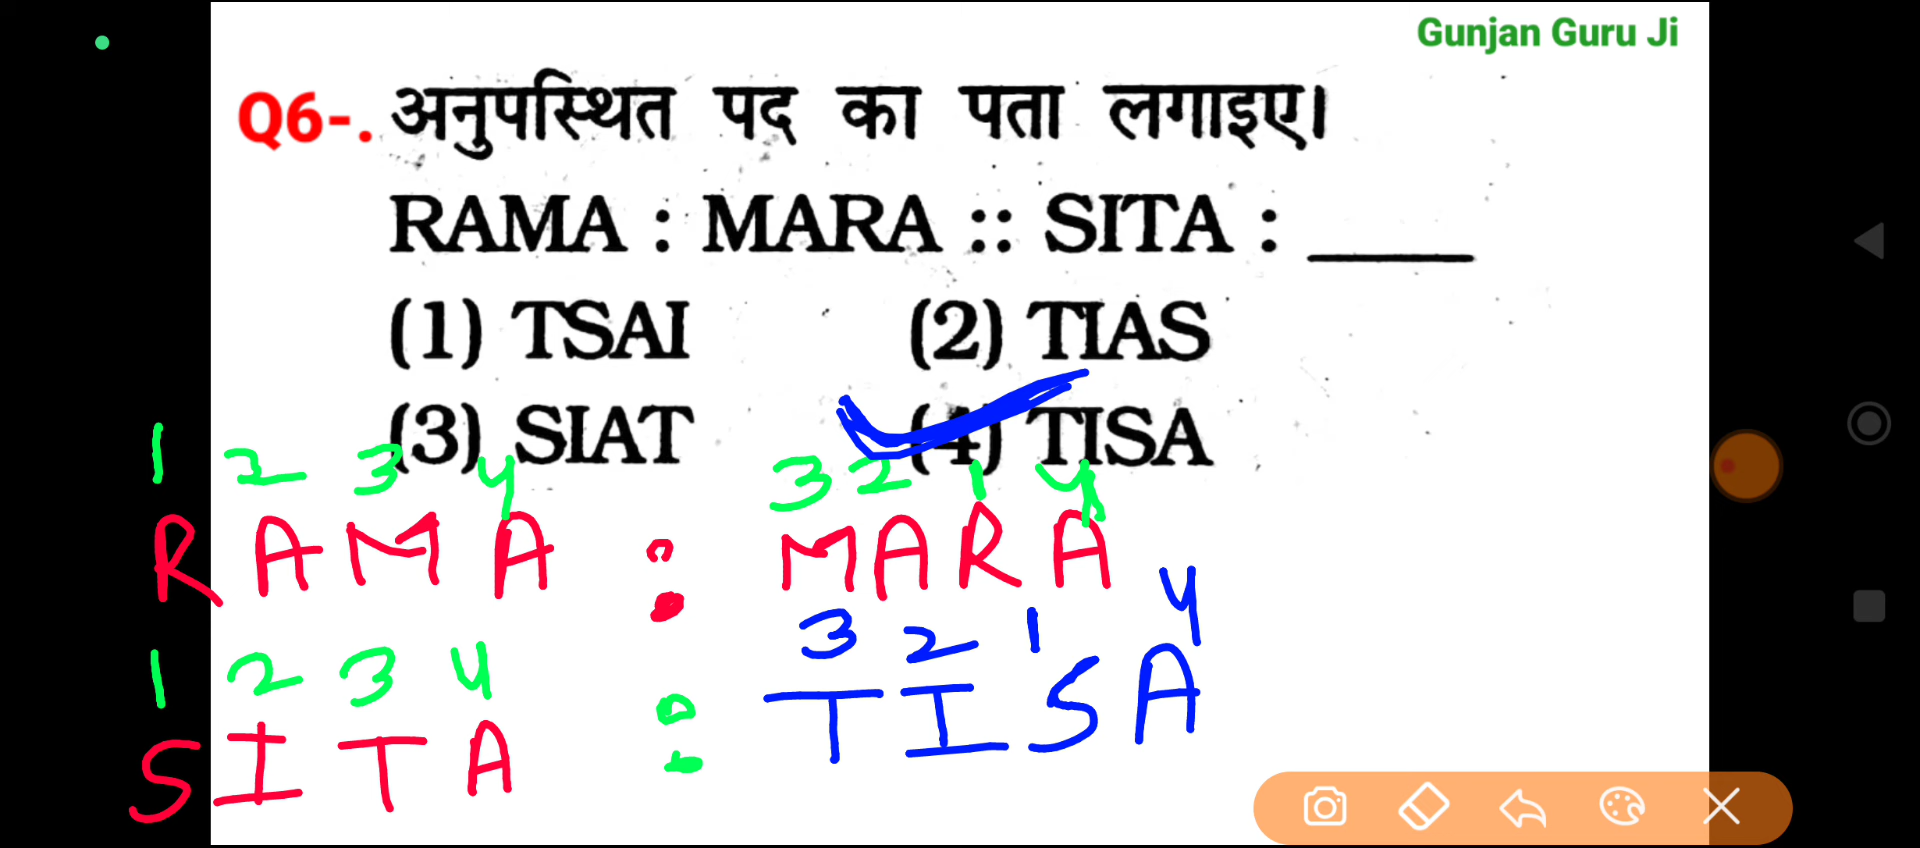 Gunjan Guru Ji
Q6-. अनुपस्थित पद का पता लगाइए।
RAMA : MARA :: SITA : _____
(1) TSAI (2) TIAS
(3) SIAT (4) TISA
1 2 3 4 3 2 1 4
RAMA : MARA
1 2 3 4 3 2 1 4
SITA : TISA